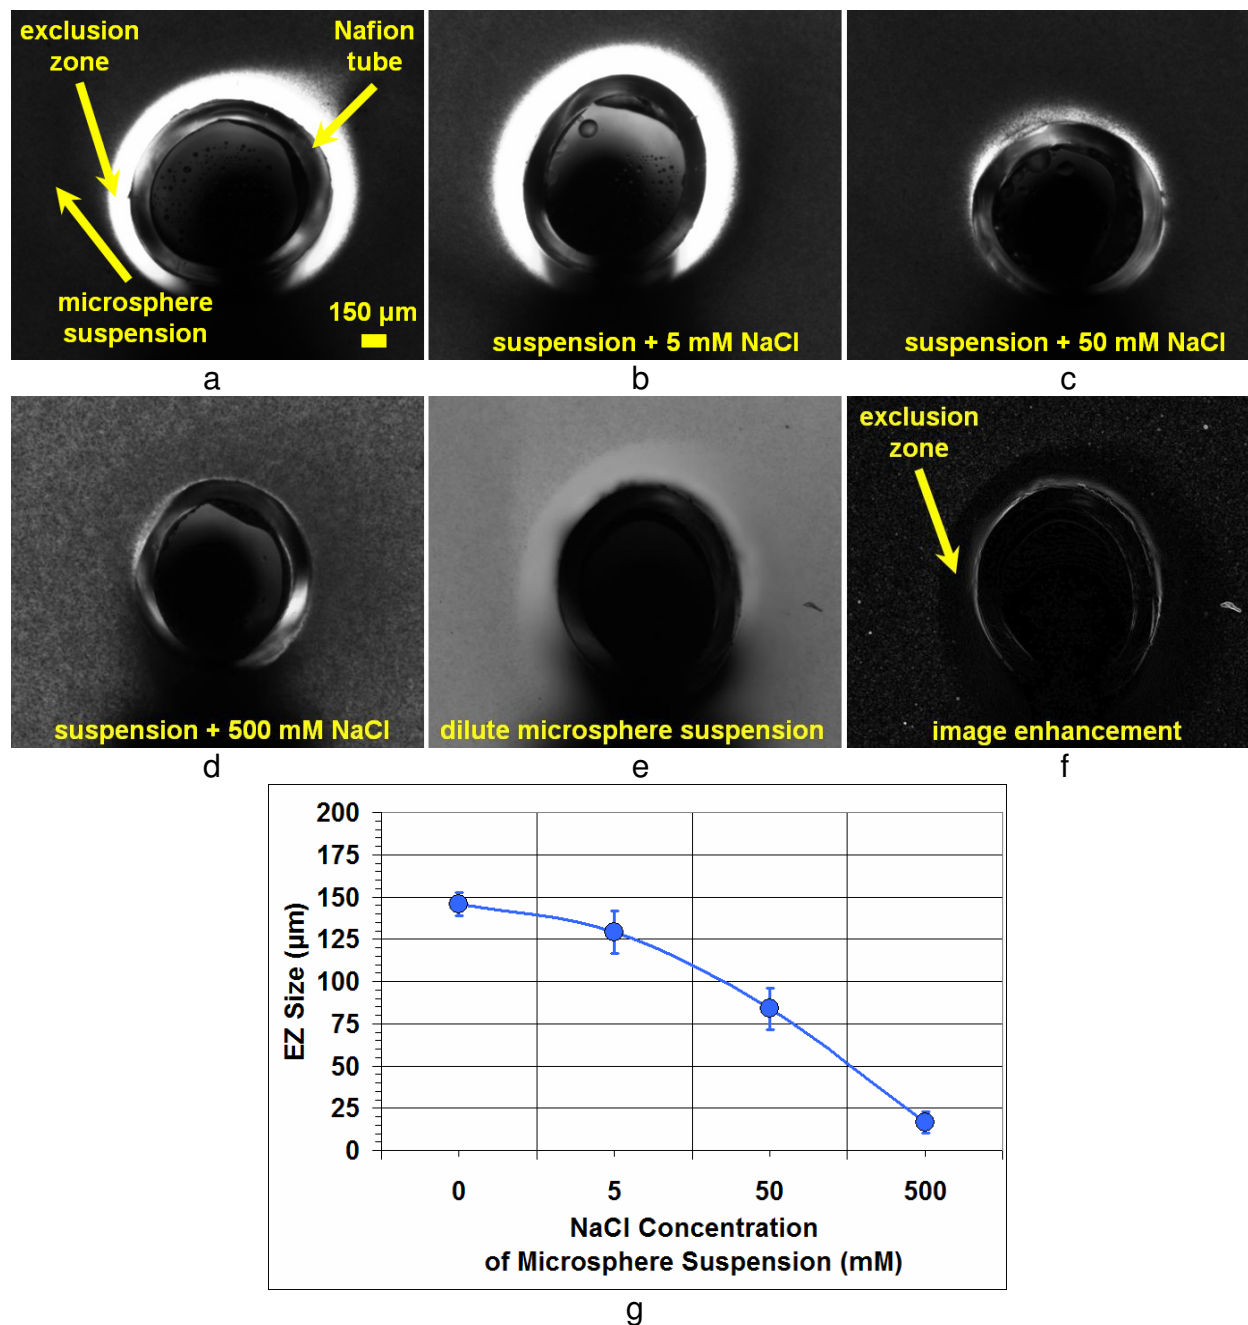 exclusion
zone
Nafion
tube
microsphere
suspension
150 µm
a
suspension + 5 mM NaCl
b
suspension + 50 mM NaCl
c
suspension + 500 mM NaCl
d
dilute microsphere suspension
e
exclusion
zone
image enhancement
f
200
175
150
125
100
75
50
25
0
EZ Size (µm)
0 5 50 500
NaCl Concentration
of Microsphere Suspension (mM)
g